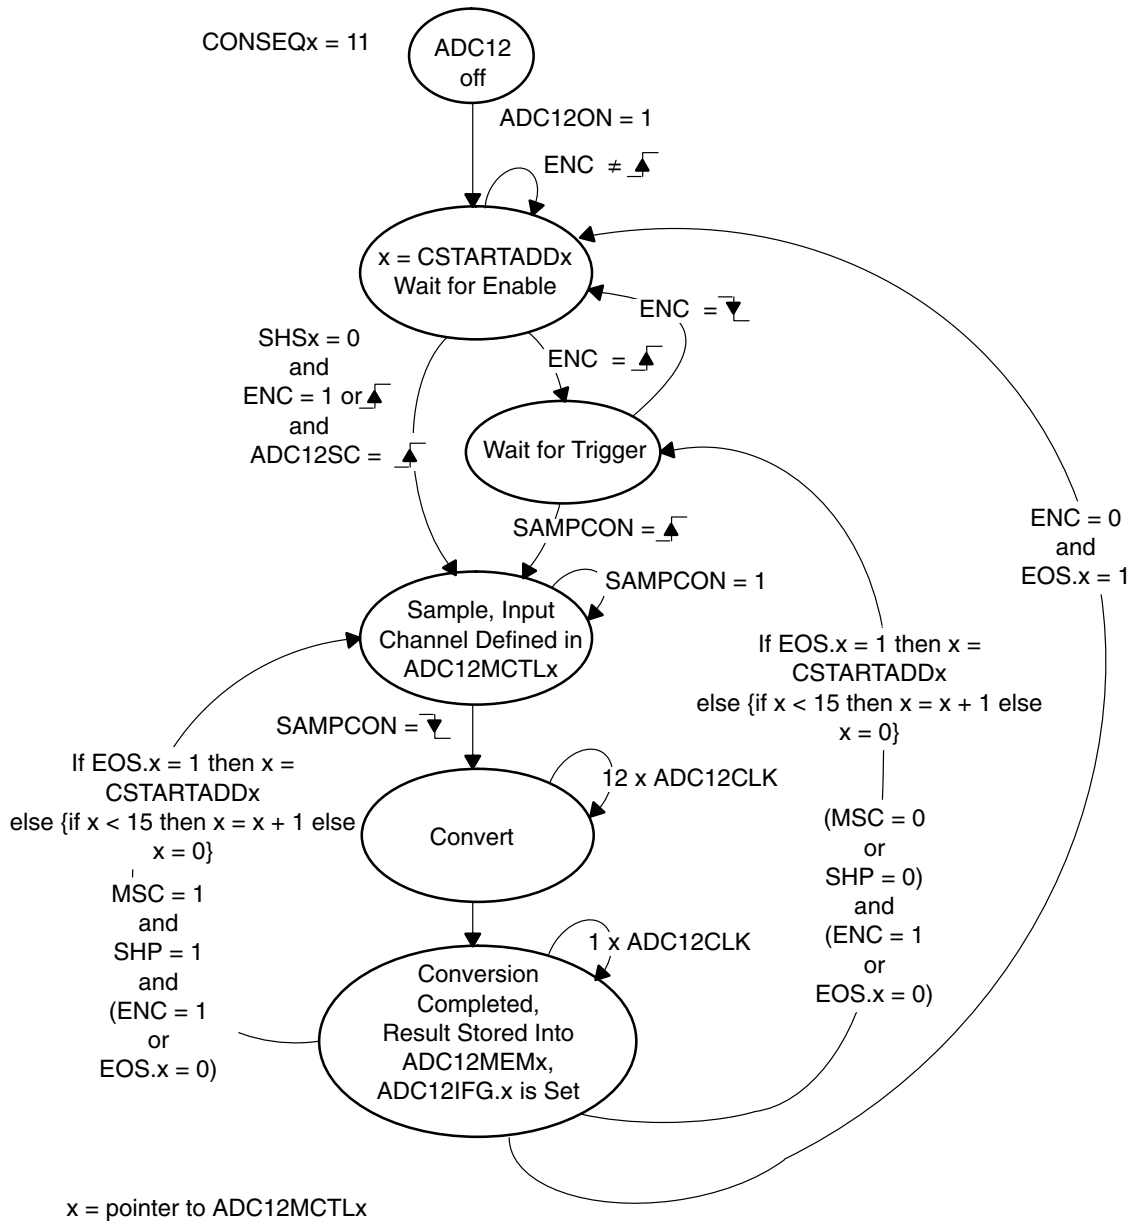 CONSEQx = 11
ADC12
off
ADC12ON = 1
ENC ≠
x = CSTARTADDx
Wait for Enable
ENC =
SHSx = 0
and
ENC = 1 or
and
ADC12SC =
ENC =
Wait for Trigger
SAMPCON =
ENC = 0
and
EOS.x = 1
SAMPCON = 1
Sample, Input
Channel Defined in
ADC12MCTLx
If EOS.x = 1 then x =
CSTARTADDx
else {if x < 15 then x = x + 1 else
x = 0}
SAMPCON =
If EOS.x = 1 then x =
CSTARTADDx
else {if x < 15 then x = x + 1 else
x = 0}
12 x ADC12CLK
Convert
(MSC = 0
or
SHP = 0)
and
(ENC = 1
or
EOS.x = 0)
MSC = 1
and
SHP = 1
and
(ENC = 1
or
EOS.x = 0)
1 x ADC12CLK
Conversion
Completed,
Result Stored Into
ADC12MEMx,
ADC12IFG.x is Set
x = pointer to ADC12MCTLx